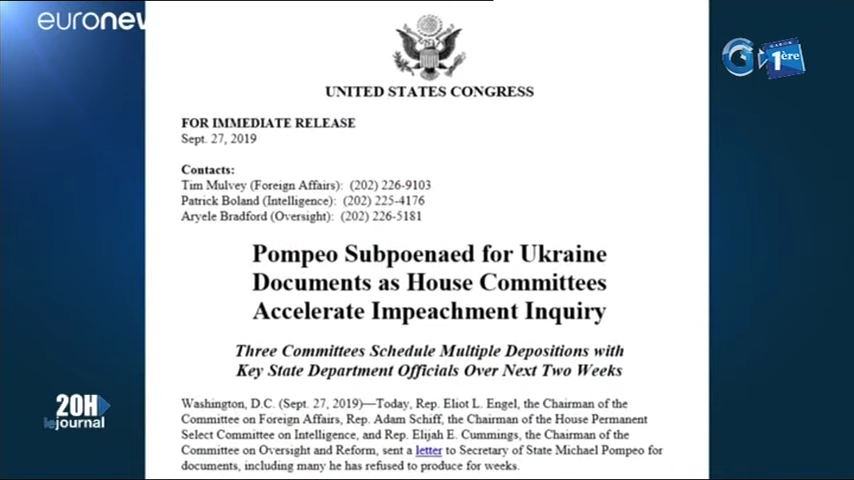 euronew
G 1ère
UNITED STATES CONGRESS
FOR IMMEDIATE RELEASE
Sept. 27, 2019
Contacts:
Tim Mulvey (Foreign Affairs): (202) 226-9103
Patrick Boland (Intelligence): (202) 225-4176
Aryele Bradford (Oversight): (202) 226-5181
Pompeo Subpoenaed for Ukraine
Documents as House Committees
Accelerate Impeachment Inquiry
Three Committees Schedule Multiple Depositions with
Key State Department Officials Over Next Two Weeks
Washington, D.C. (Sept. 27, 2019)—Today, Rep. Eliot L. Engel, the Chairman of the
Committee on Foreign Affairs, Rep. Adam Schiff, the Chairman of the House Permanent
Select Committee on Intelligence, and Rep. Elijah E. Cummings, the Chairman of the
Committee on Oversight and Reform, sent a letter to Secretary of State Michael Pompeo for
documents, including many he has refused to produce for weeks.
20H
lejournal